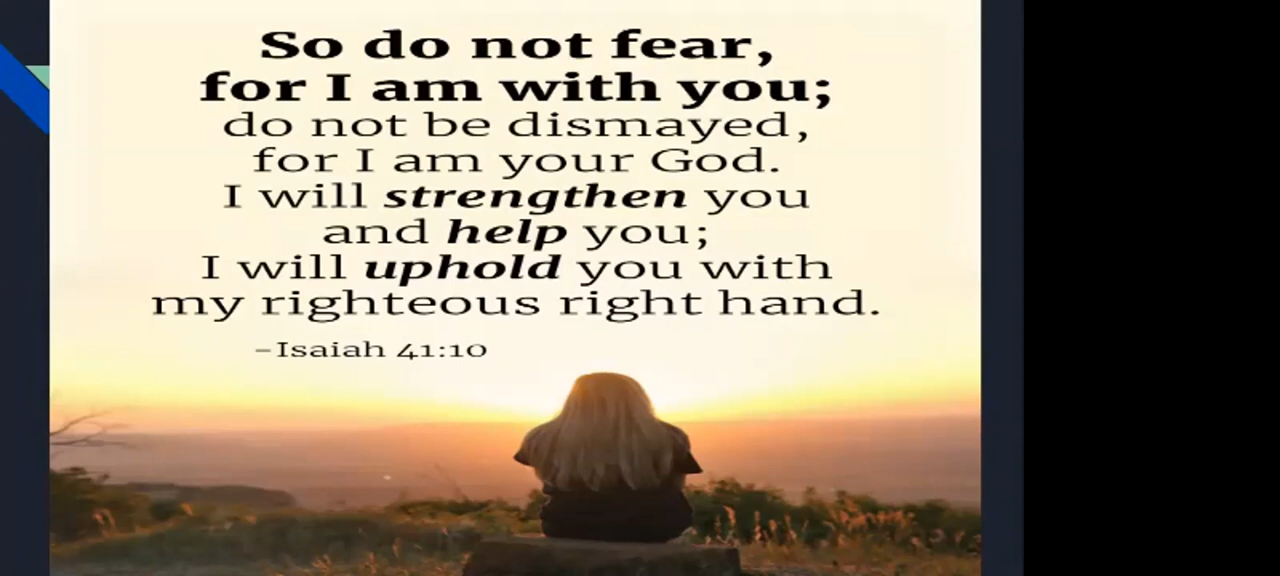 So do not fear,
for I am with you;
do not be dismayed,
for I am your God.
I will strengthen you
and help you;
I will uphold you with
my righteous right hand.
–Isaiah 41:10